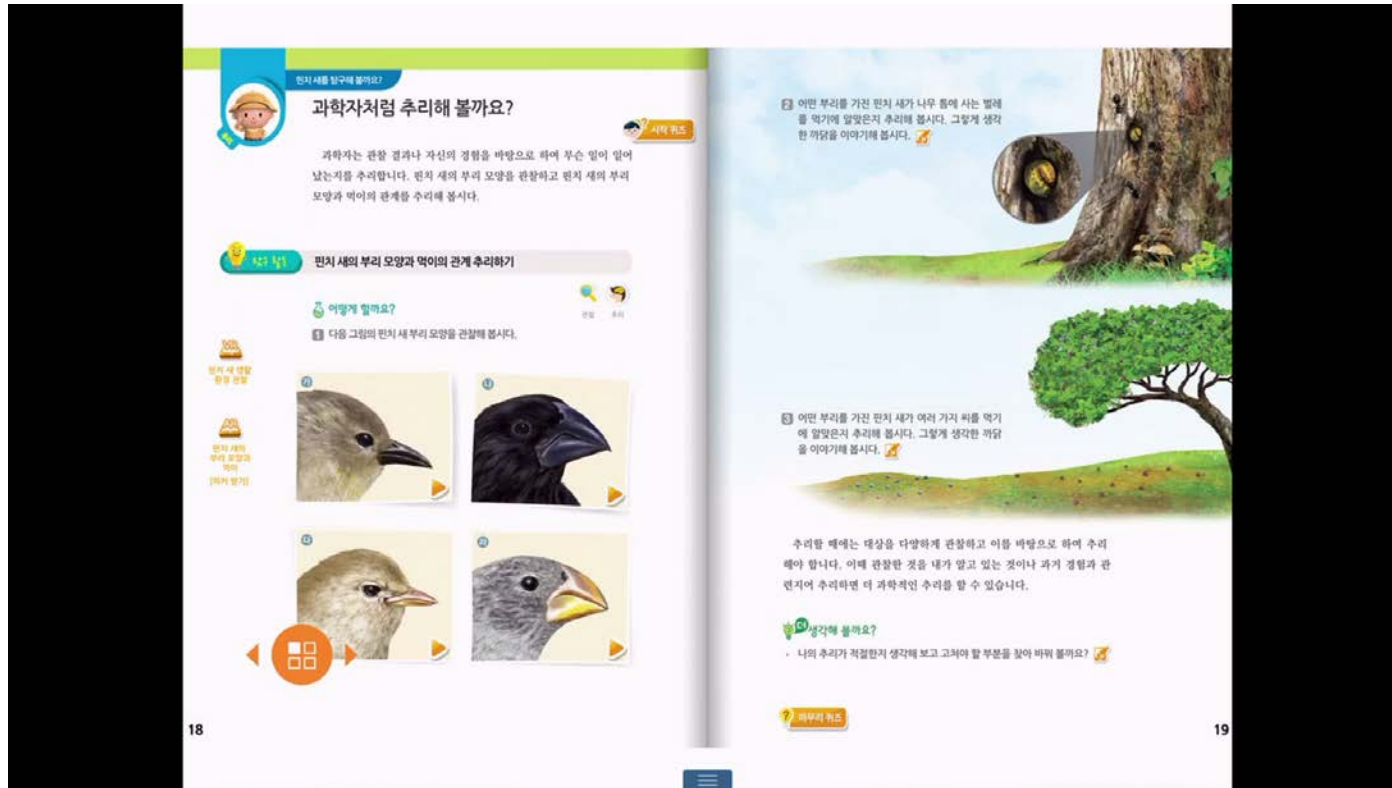 핀치 새를 탐구해 볼까요?
과학자처럼 추리해 볼까요?
시작 퀴즈
과학자는 관찰 결과나 자신의 경험을 바탕으로 하여 무슨 일이 일어
났는지를 추리합니다. 핀치 새의 부리 모양을 관찰하고 핀치 새의 부리
모양과 먹이의 관계를 추리해 봅시다.
탐구 활동
핀치 새의 부리 모양과 먹이의 관계 추리하기
어떻게 할까요?
관찰
추리
1 다음 그림의 핀치 새 부리 모양을 관찰해 봅시다.
VR
핀치 새 생활
환경 관찰
AR
핀치 새의
부리 모양과
먹이
[마커 받기]
가
나
다
라
18
2 어떤 부리를 가진 핀치 새가 나무 틈에 사는 벌레
를 먹기에 알맞은지 추리해 봅시다. 그렇게 생각
한 까닭을 이야기해 봅시다.
3 어떤 부리를 가진 핀치 새가 여러 가지 씨를 먹기
에 알맞은지 추리해 봅시다. 그렇게 생각한 까닭
을 이야기해 봅시다.
추리할 때에는 대상을 다양하게 관찰하고 이를 바탕으로 하여 추리
해야 합니다. 이때 관찰한 것을 내가 알고 있는 것이나 과거 경험과 관
련지어 추리하면 더 과학적인 추리를 할 수 있습니다.
더 생각해 볼까요?
· 나의 추리가 적절한지 생각해 보고 고쳐야 할 부분을 찾아 바꿔 볼까요?
? 마무리 퀴즈
19